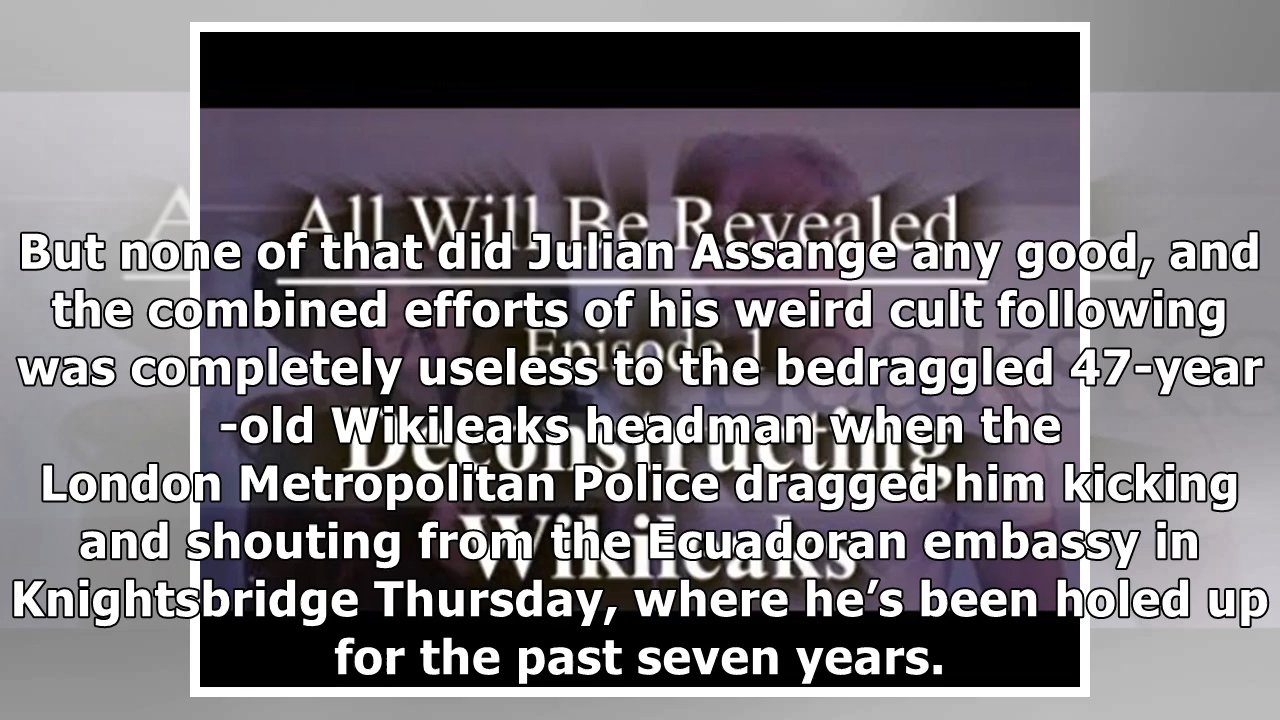 All Will Be Revealed
But none of that did Julian Assange any good, and
the combined efforts of his weird cult following
Episode 1
was completely useless to the bedraggled 47-year
-old Wikileaks headman when the
Deconstructing
London Metropolitan Police dragged him kicking
and shouting from the Ecuadoran embassy in
Wikileaks
Knightsbridge Thursday, where he’s been holed up
for the past seven years.